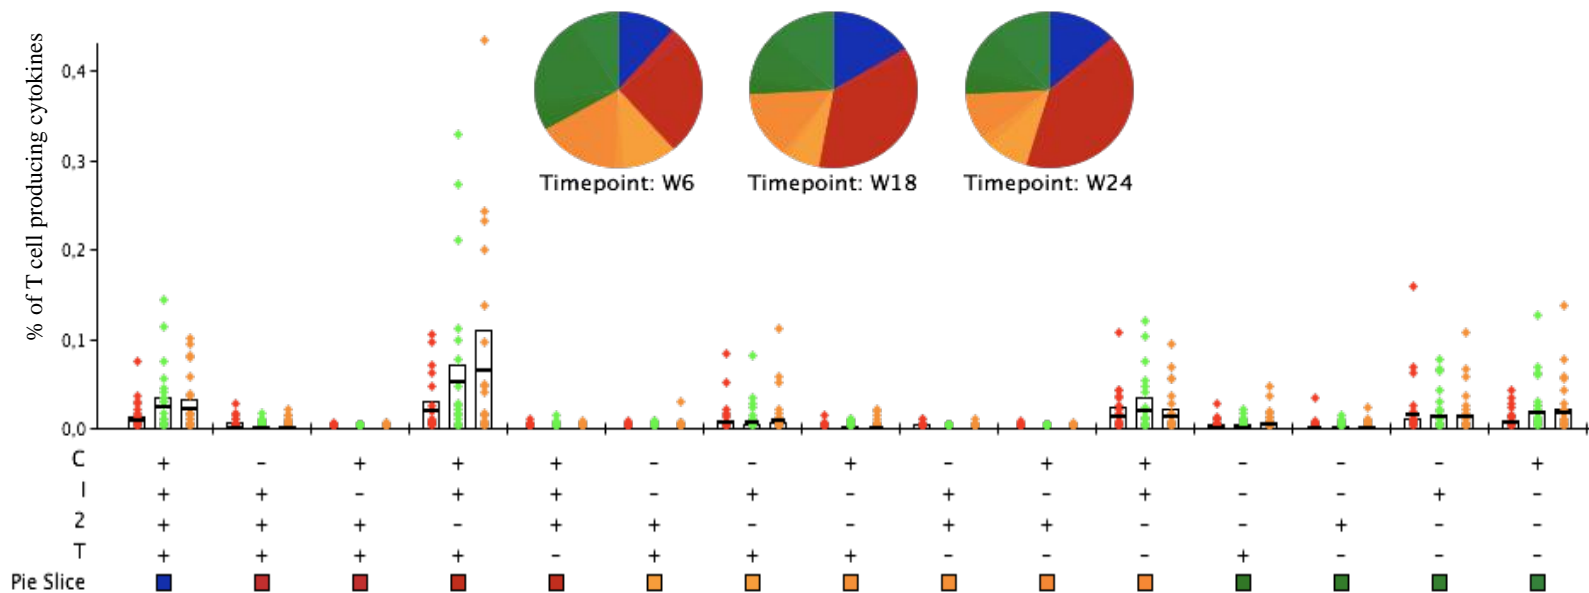 % of T cell producing cytokines
0,4
0,3
0,2
0,1
0,0
Timepoint: W6
Timepoint: W18
Timepoint: W24
C + - + + + - - + - + + - - - +
I + + - + + - + - + - + - - + -
2 + + + - + + - - + + - - + - -
T + + + + - + + + - - - + - - -
Pie Slice